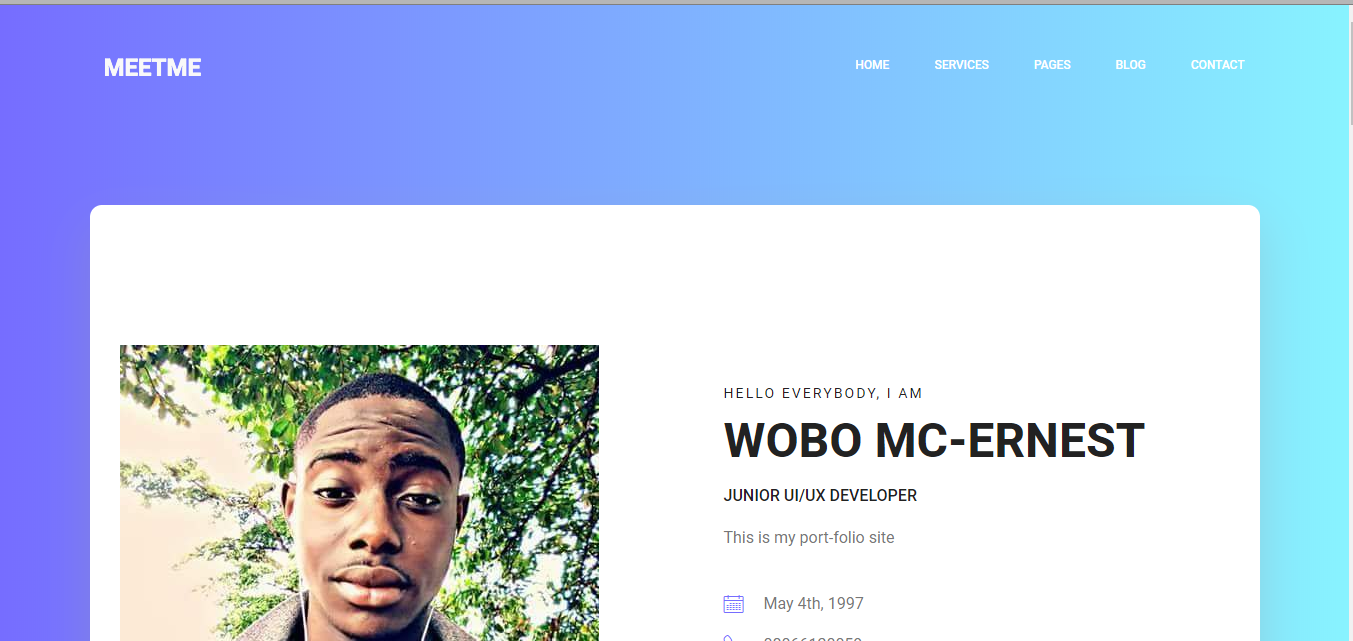 MEETME
HOME SERVICES PAGES BLOG CONTACT
HELLO EVERYBODY, I AM
WOBO MC-ERNEST
JUNIOR UI/UX DEVELOPER
This is my port-folio site
May 4th, 1997